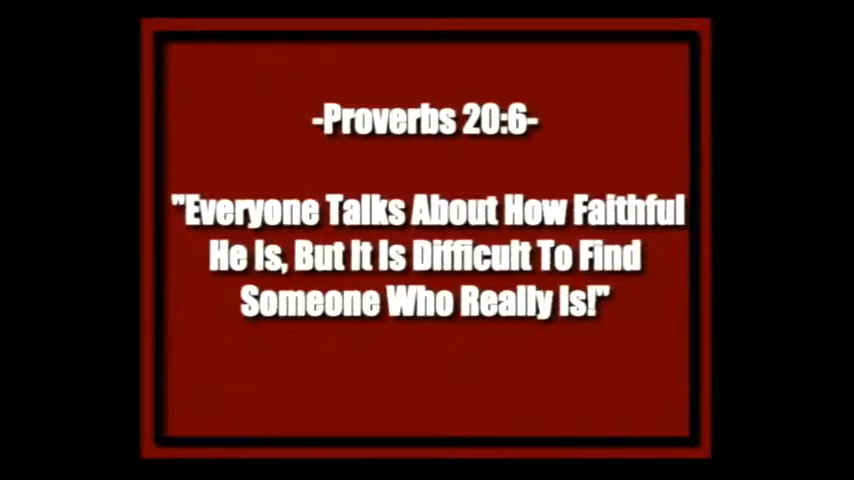 -Proverbs 20:6-
"Everyone Talks About How Faithful
He Is, But It Is Difficult To Find
Someone Who Really Is!"